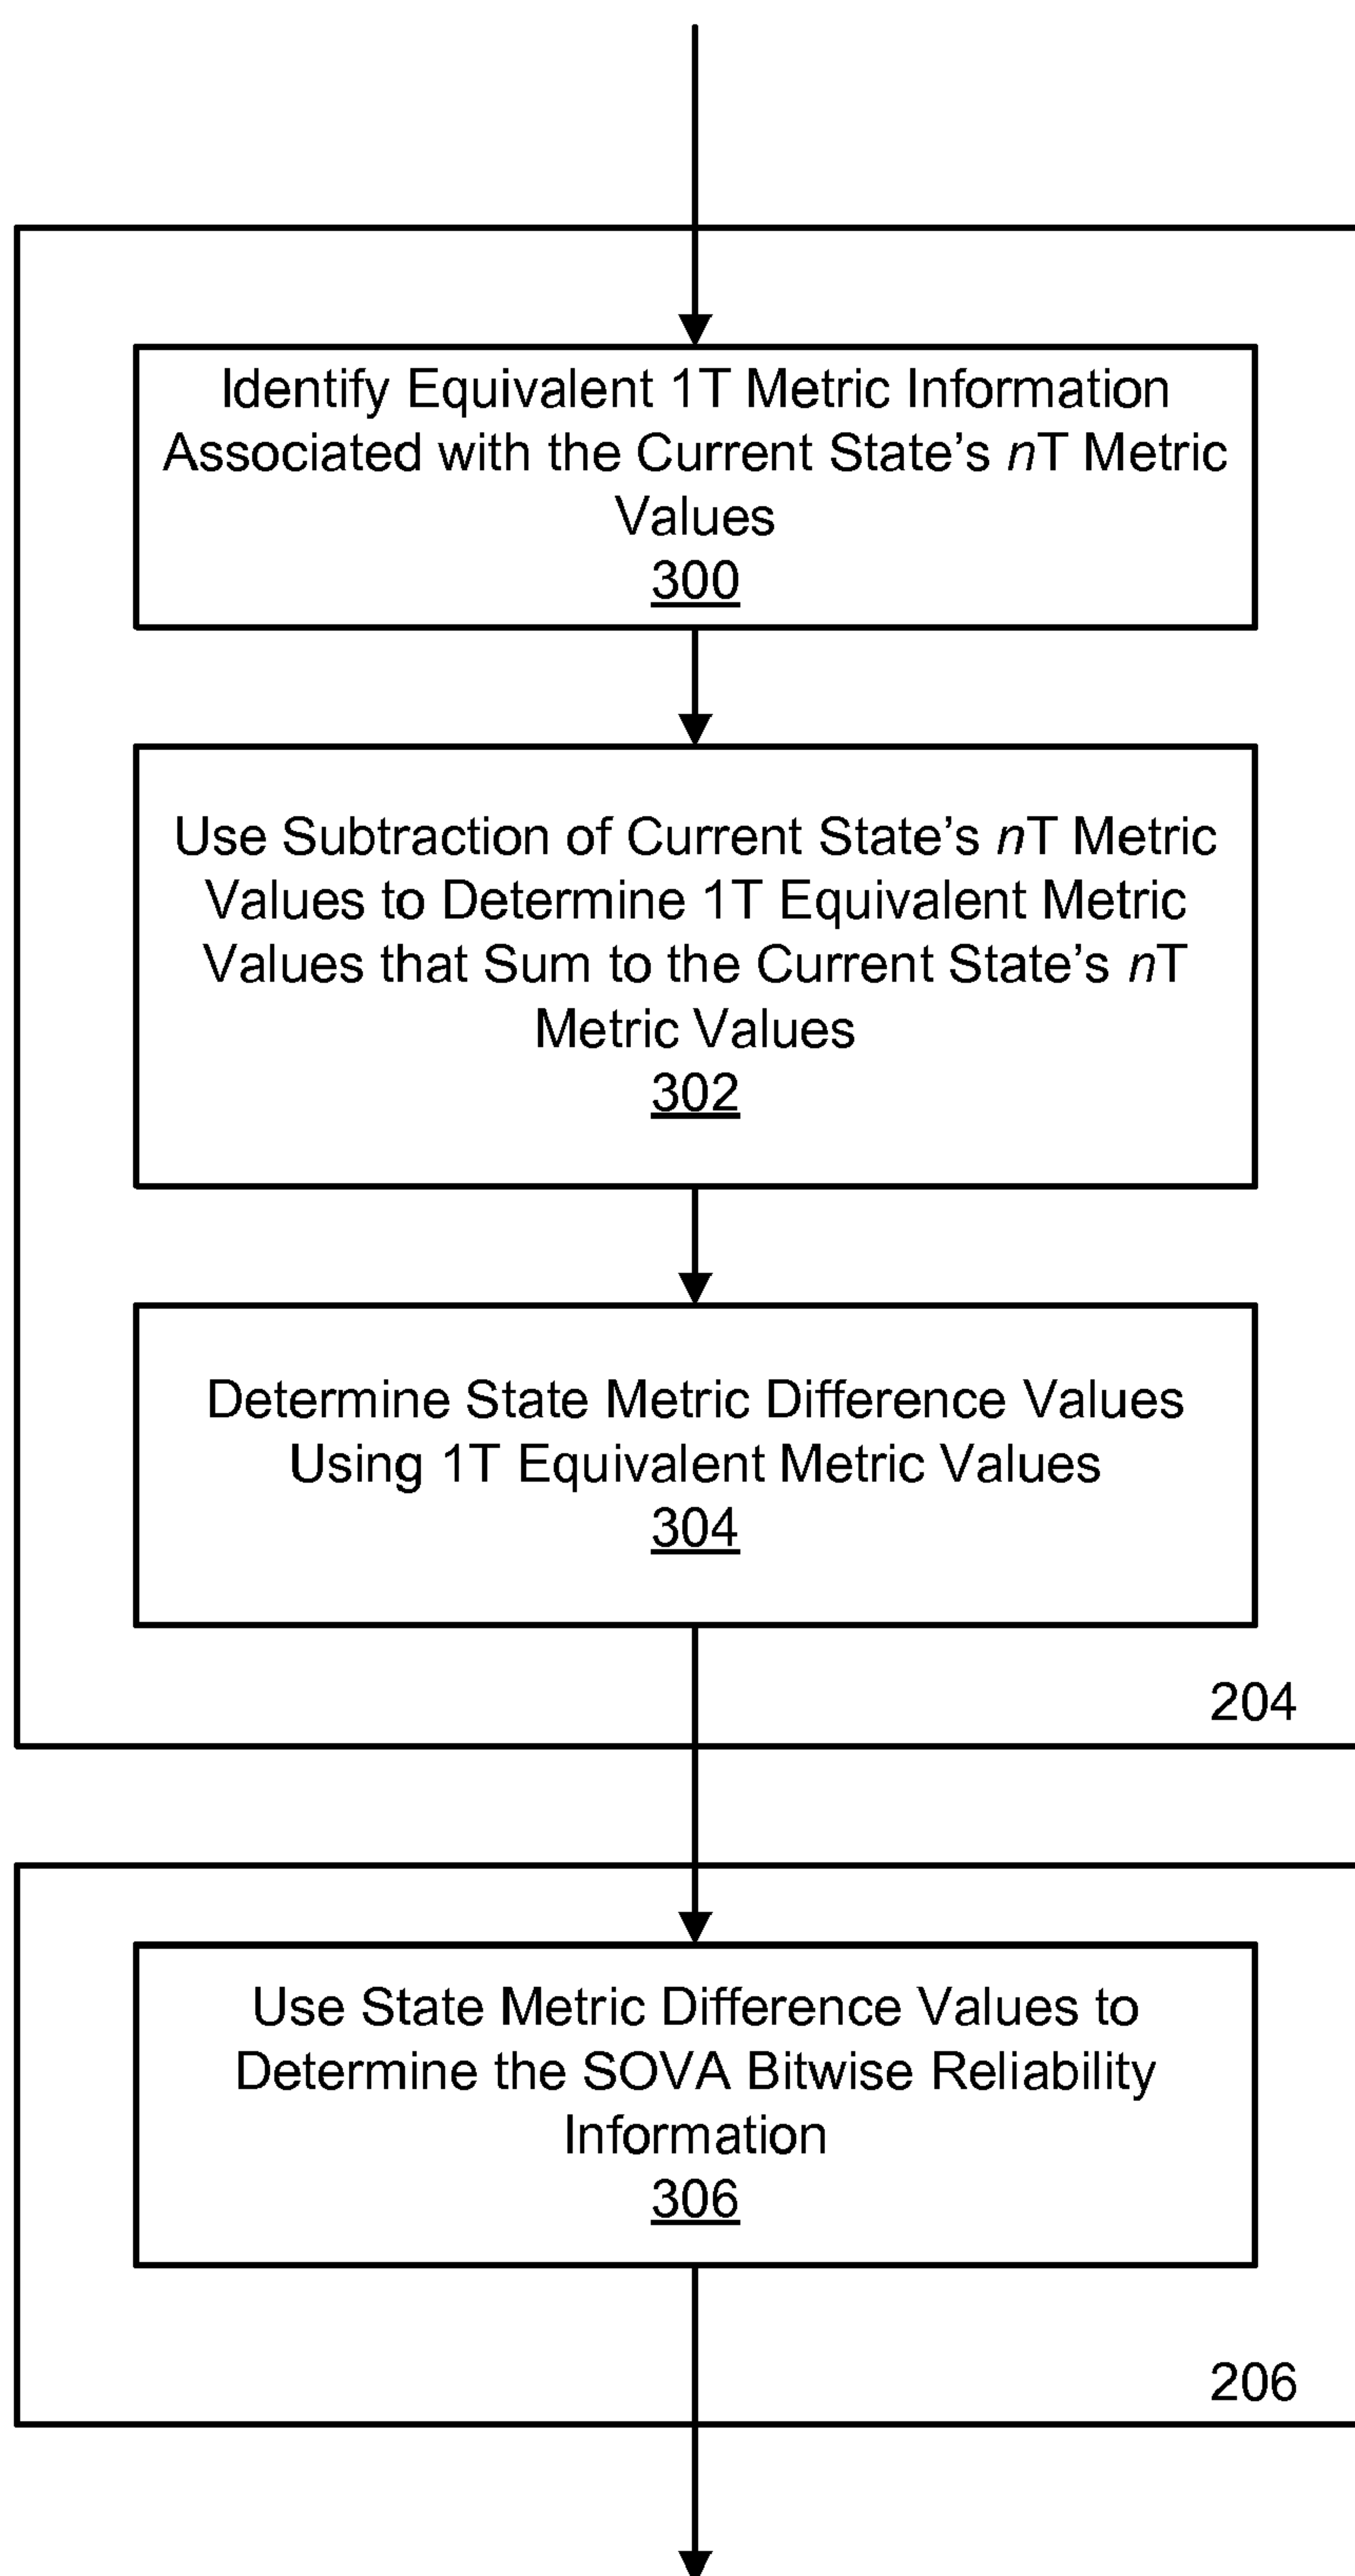 Identify Equivalent 1T Metric Information
Associated with the Current State's nT Metric
Values
300
Use Subtraction of Current State's nT Metric
Values to Determine 1T Equivalent Metric
Values that Sum to the Current State's nT
Metric Values
302
Determine State Metric Difference Values
Using 1T Equivalent Metric Values
304
204
Use State Metric Difference Values to
Determine the SOVA Bitwise Reliability
Information
306
206